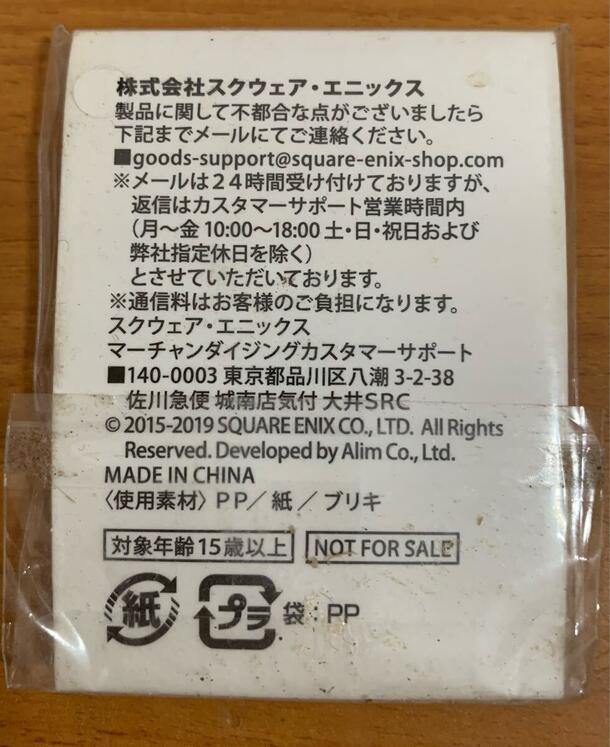 株式会社スクウェア・エニックス
製品に関して不都合な点がございましたら
下記までメールにてご連絡ください。
■goods-support@square-enix-shop.com
※メールは24時間受け付けておりますが、
返信はカスタマーサポート営業時間内
(月～金 10:00～18:00 土・日・祝日および
弊社指定休日を除く)
とさせていただいております。
※通信料はお客様のご負担になります。
スクウェア・エニックス
マーチャンダイジングカスタマーサポート
■140-0003 東京都品川区八潮 3-2-38
佐川急便 城南店気付 大井SRC
© 2015-2019 SQUARE ENIX CO., LTD. All Rights
Reserved. Developed by Alim Co., Ltd.
MADE IN CHINA
〈使用素材〉PP／紙／ブリキ
対象年齢15歳以上 NOT FOR SALE
紙 プラ 袋：PP